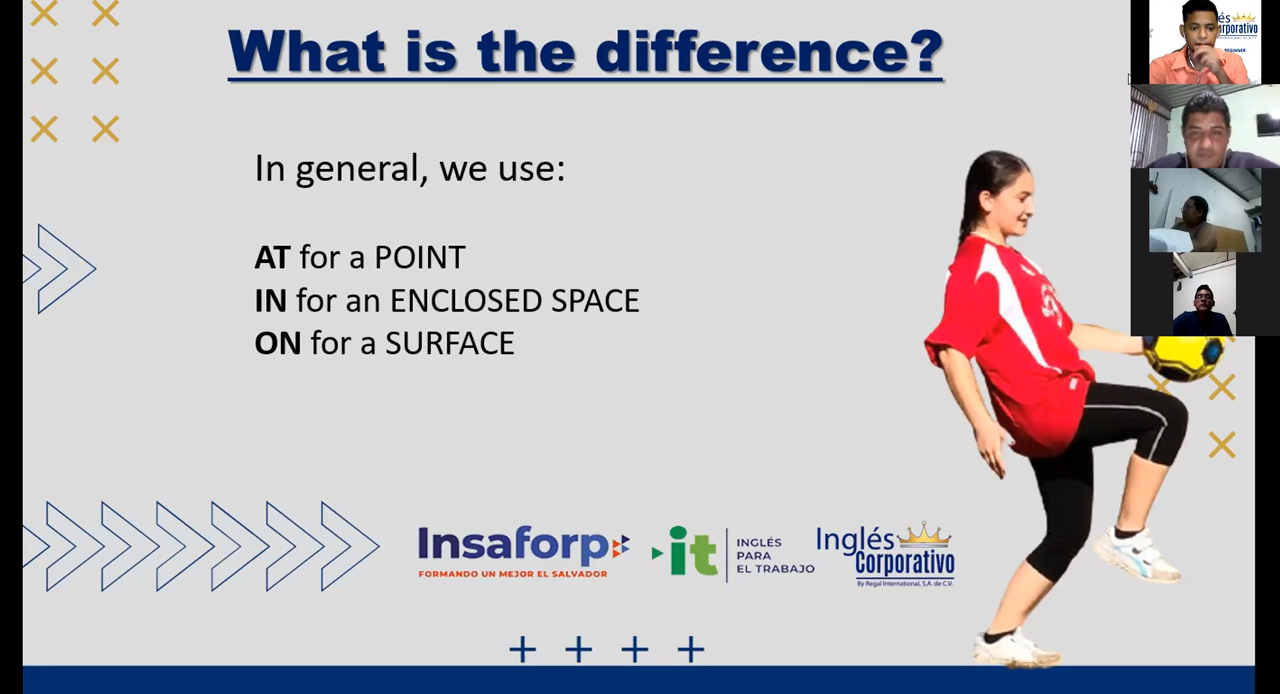 What is the difference?
In general, we use:
AT for a POINT
IN for an ENCLOSED SPACE
ON for a SURFACE
Insaforp
FORMANDO UN MEJOR EL SALVADOR
it
INGLÉS
PARA
EL TRABAJO
Inglés
Corporativo
By Regal International, S.A. de C.V.